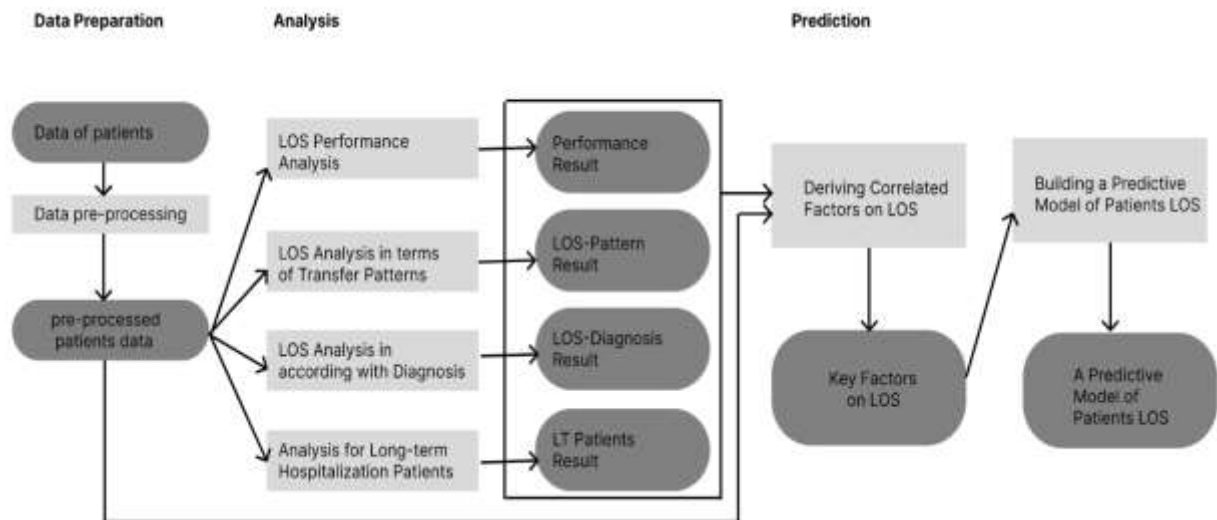 Data Preparation
Analysis
Prediction
Data of patients
Data pre-processing
pre-processed
patients data
LOS Performance
Analysis
LOS Analysis in terms
of Transfer Patterns
LOS Analysis in
according with Diagnosis
Analysis for Long-term
Hospitalization Patients
Performance
Result
LOS-Pattern
Result
LOS-Diagnosis
Result
LT Patients
Result
Deriving Correlated
Factors on LOS
Key Factors
on LOS
Building a Predictive
Model of Patients LOS
A Predictive
Model of
Patients LOS